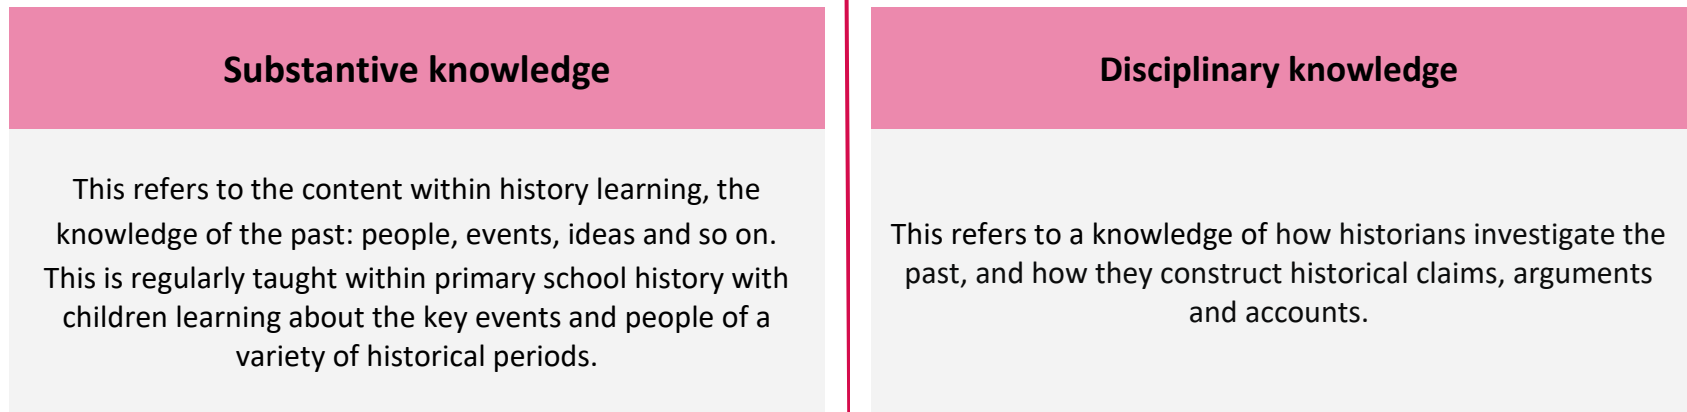 Substantive knowledge
This refers to the content within history learning, the
knowledge of the past: people, events, ideas and so on.
This is regularly taught within primary school history with
children learning about the key events and people of a
variety of historical periods.
Disciplinary knowledge
This refers to a knowledge of how historians investigate the
past, and how they construct historical claims, arguments
and accounts.